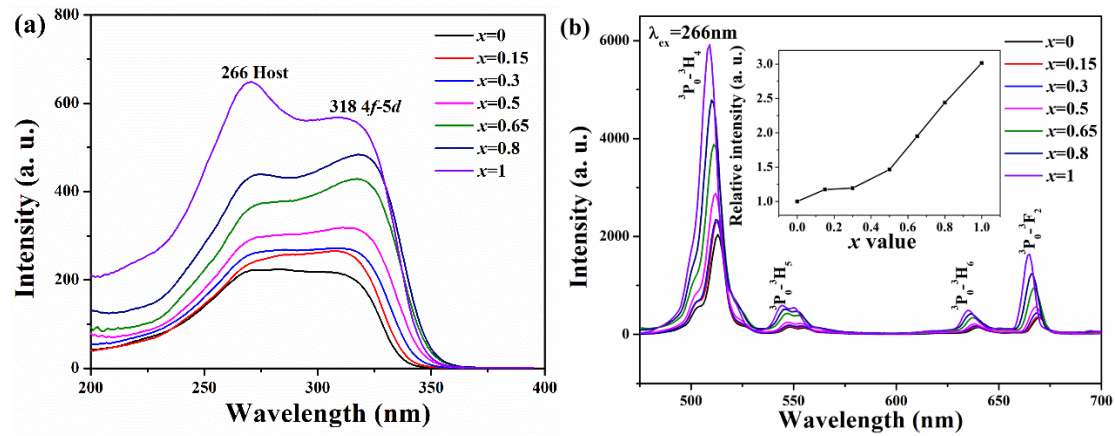 (a)
800
600
400
200
0
200
250
300
350
400
Intensity (a. u.)
Wavelength (nm)
266 Host
318 4f-5d
x=0
x=0.15
x=0.3
x=0.5
x=0.65
x=0.8
x=1
(b)
λex=266nm
6000
4000
2000
0
500
550
600
650
700
Intensity (a. u.)
Wavelength (nm)
³P₀-³H₄
³P₀-³H₅
³P₀-³H₆
³P₀-³F₂
3.0
2.5
2.0
1.5
1.0
0.0
0.2
0.4
0.6
0.8
1.0
Relative intensity (a. u.)
x value
x=0
x=0.15
x=0.3
x=0.5
x=0.65
x=0.8
x=1